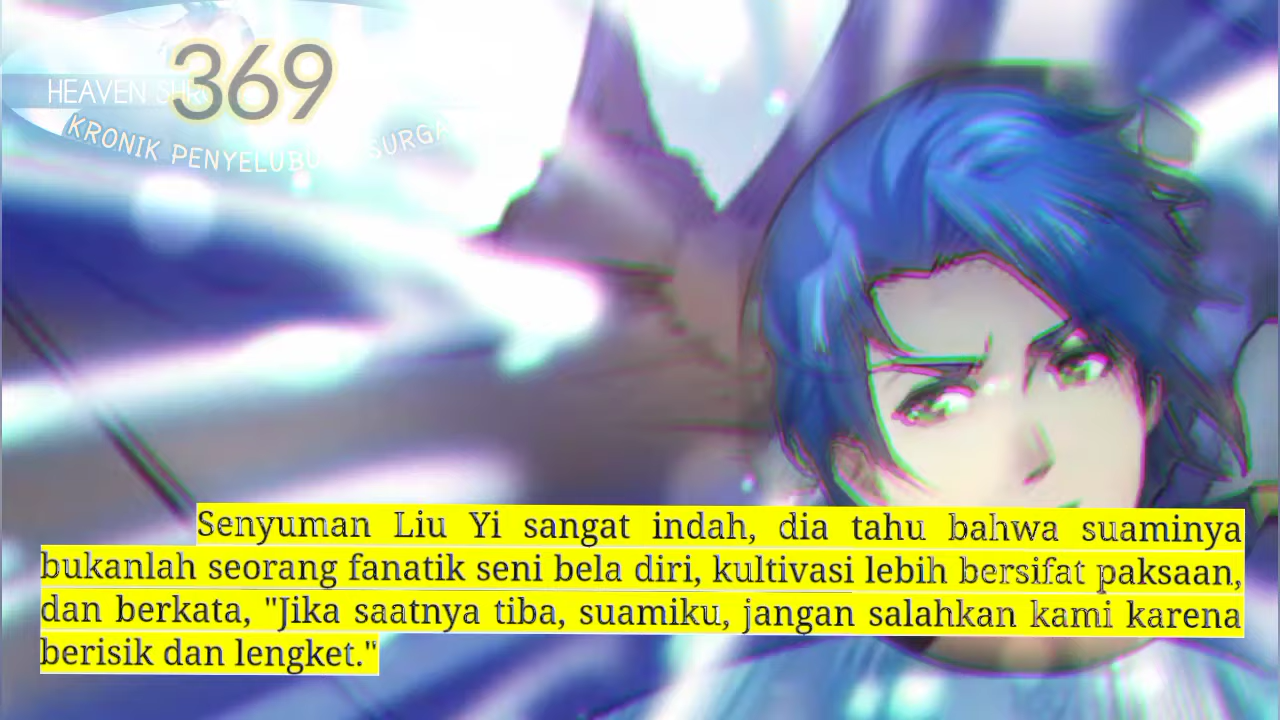 369
HEAVEN
KRONIK SURGA
Senyuman Liu Yi sangat indah, dia tahu bahwa suaminya
bukanlah seorang fanatik seni bela diri, kultivasi lebih bersifat paksaan,
dan berkata, "Jika saatnya tiba, suamiku, jangan salahkan kami karena
berisik dan lengket."